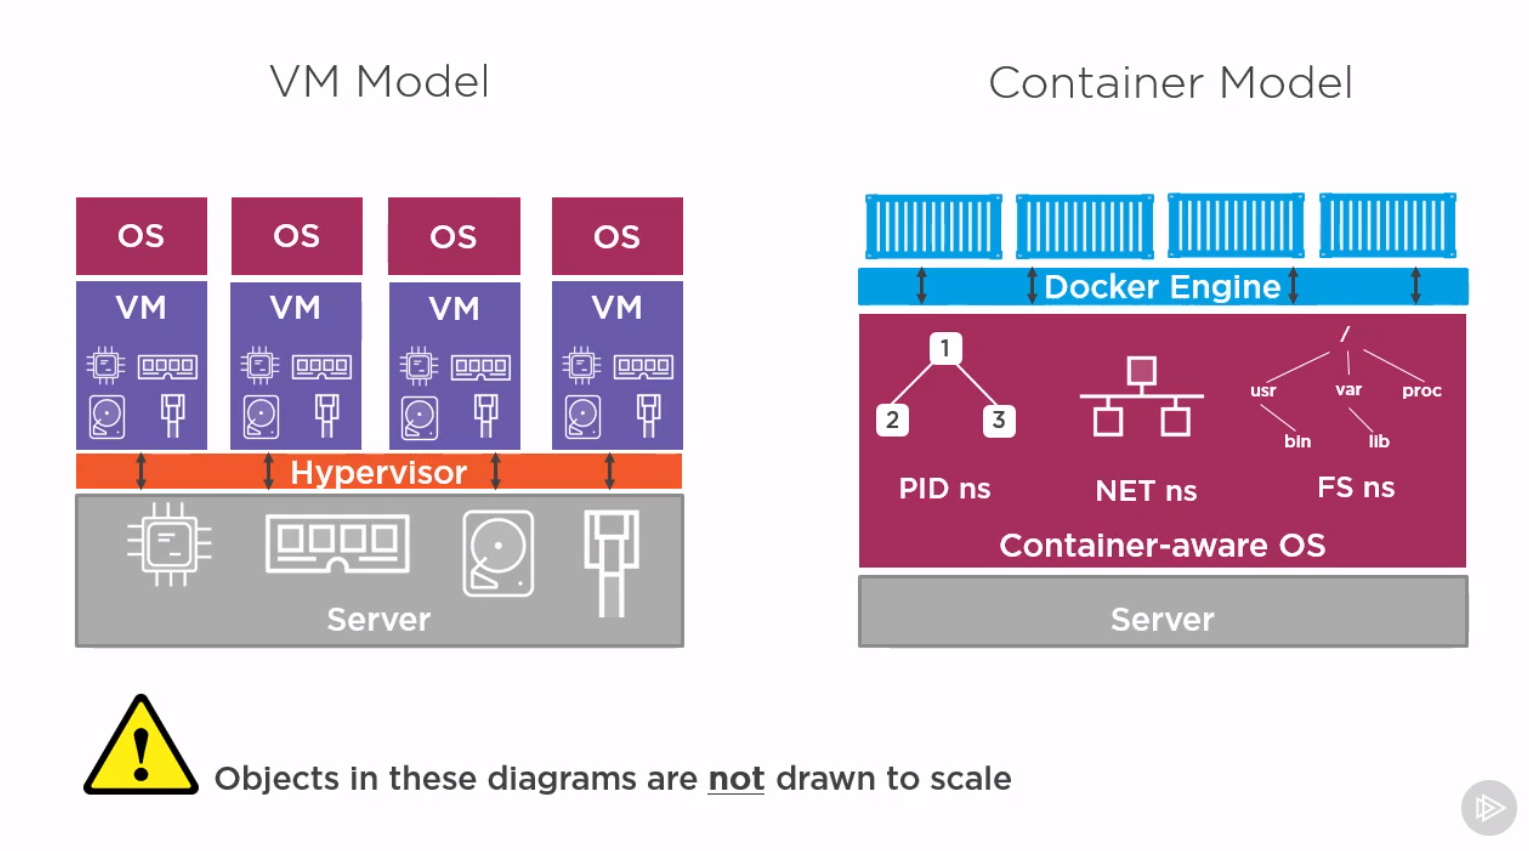 VM Model
OS
OS
OS
OS
VM
VM
VM
VM
Hypervisor
Server
Container Model
Docker Engine
1
2
3
PID ns
NET ns
/
usr
var
proc
bin
lib
FS ns
Container-aware OS
Server
!
Objects in these diagrams are not drawn to scale